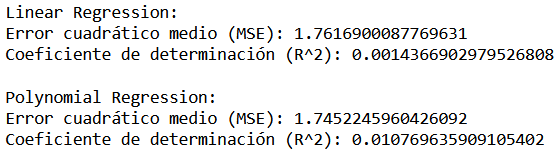 Linear Regression:
Error cuadrático medio (MSE): 1.7616900087769631
Coeficiente de determinación (R^2): 0.0014366902979526808

Polynomial Regression:
Error cuadrático medio (MSE): 1.7452245960426092
Coeficiente de determinación (R^2): 0.010769635909105402